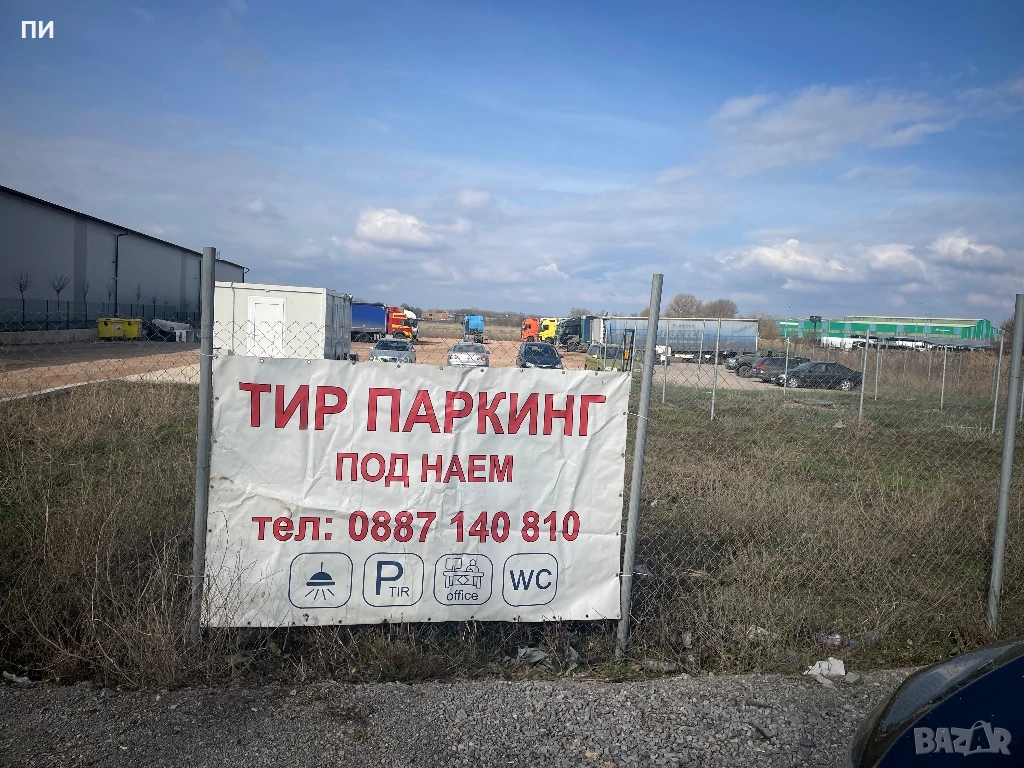 ПИ
ТИР ПАРКИНГ
ПОД НАЕМ
тел: 0887 140 810
P TIR
office
WC
BAZAR